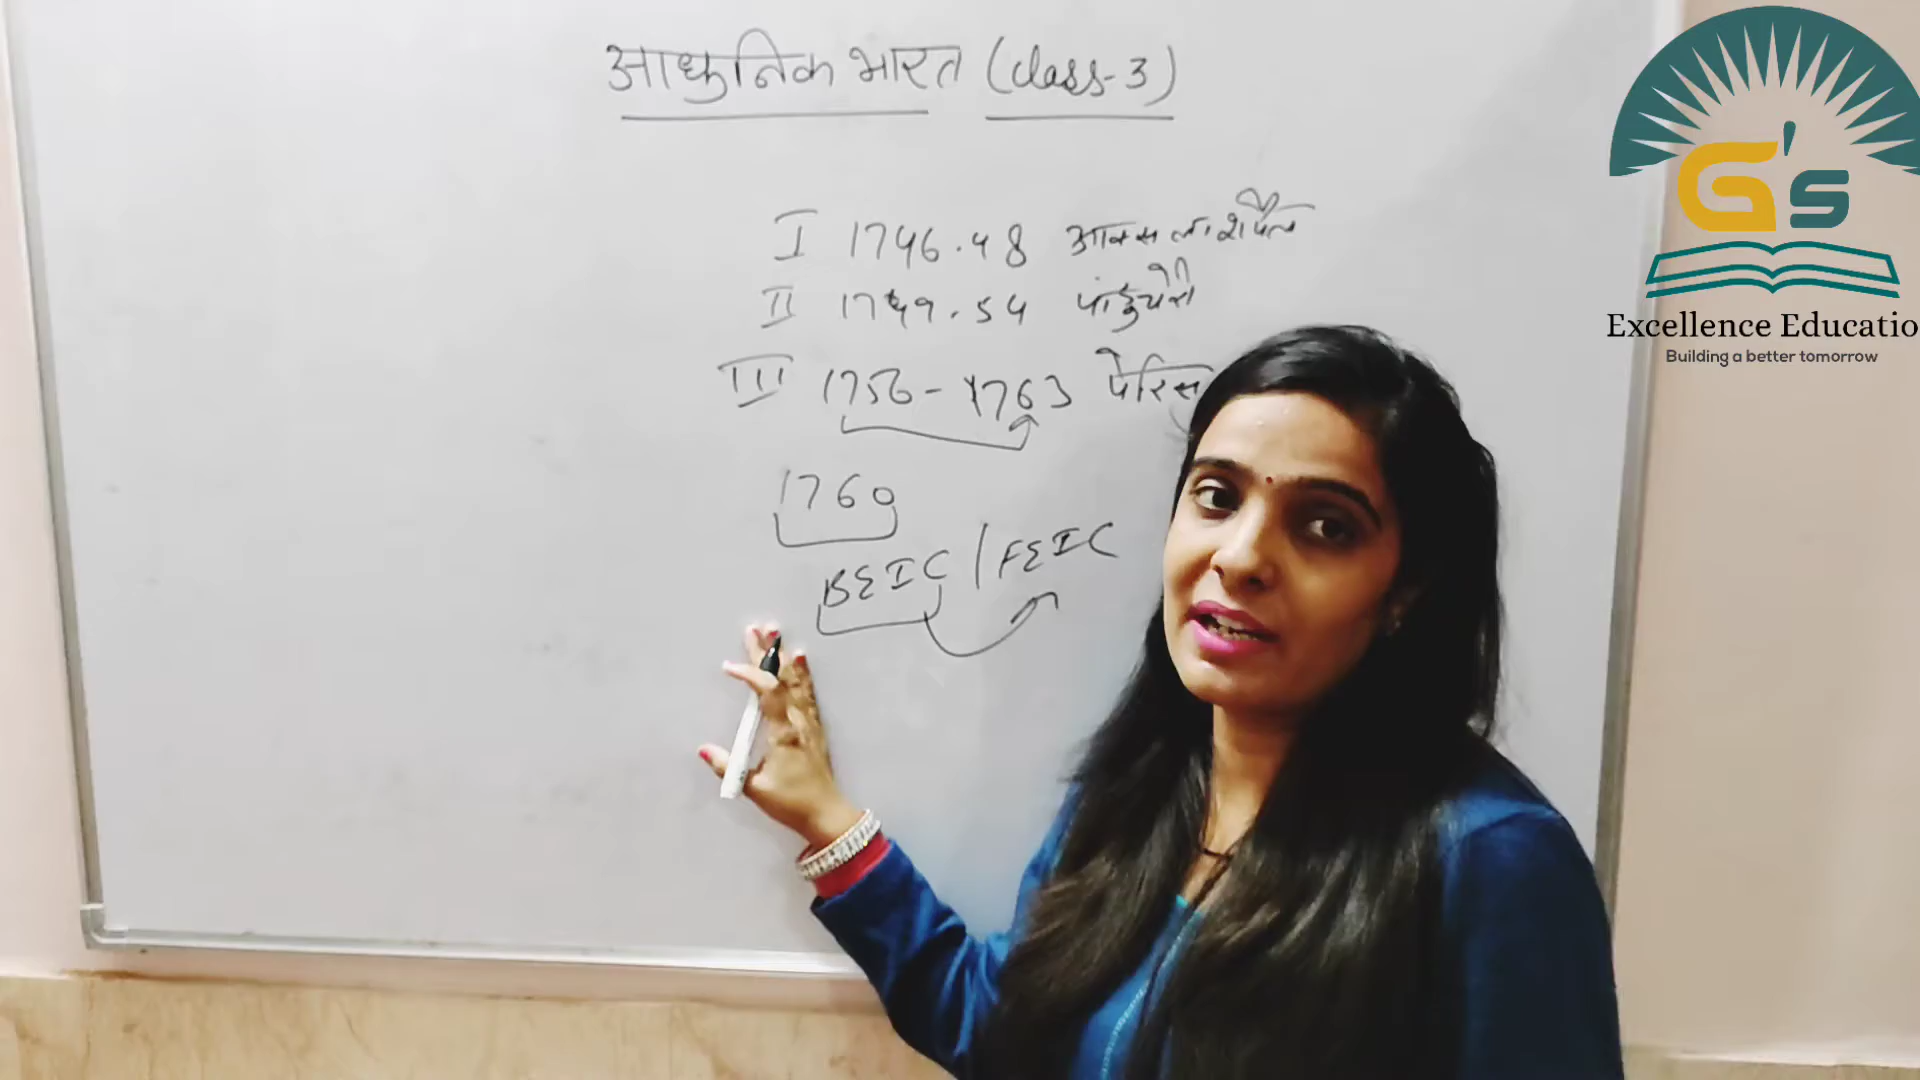 आधुनिक भारत (Class-3)
I 1746.48 आक्स ला शैपेल
II 1749.54 पांडुचेरी
III 1756-1763 पेरिस
1760
BEIC / FEIC
G's
Excellence Educatio
Building a better tomorrow